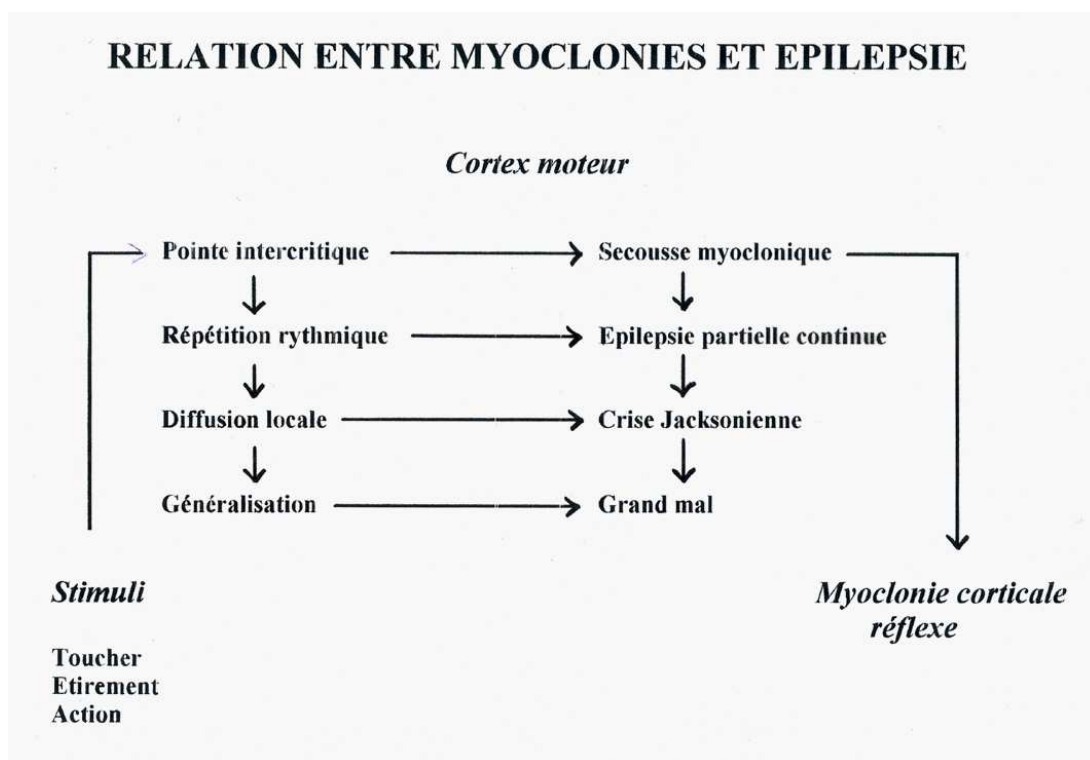 RELATION ENTRE MYOCLONIES ET EPILEPSIE
Cortex moteur
Pointe intercritique
Secousse myoclonique
Répétition rythmique
Epilepsie partielle continue
Diffusion locale
Crise Jacksonienne
Généralisation
Grand mal
Stimuli
Myoclonie corticale
réflexe
Toucher
Etirement
Action